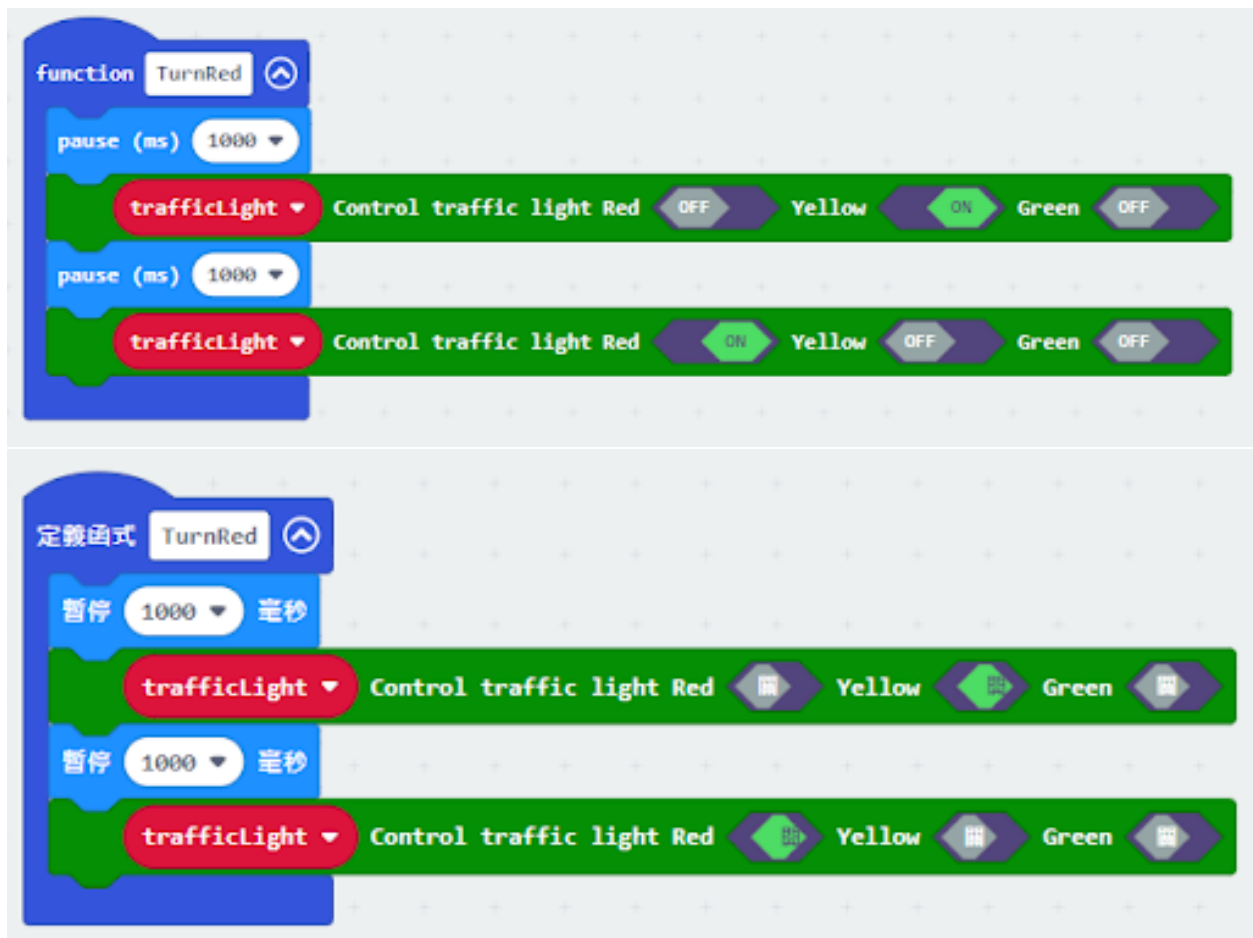 function TurnRed
pause (ms) 1000
trafficLight Control traffic light Red OFF Yellow ON Green OFF
pause (ms) 1000
trafficLight Control traffic light Red ON Yellow OFF Green OFF
定義函式 TurnRed
暫停 1000 毫秒
trafficLight Control traffic light Red Yellow Green
暫停 1000 毫秒
trafficLight Control traffic light Red Yellow Green